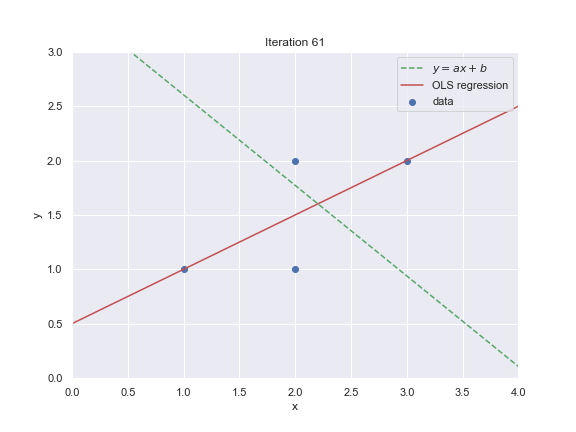 Iteration 61
y = ax + b
OLS regression
data
3.0
2.5
2.0
1.5
1.0
0.5
0.0
y
0.0 0.5 1.0 1.5 2.0 2.5 3.0 3.5 4.0
x